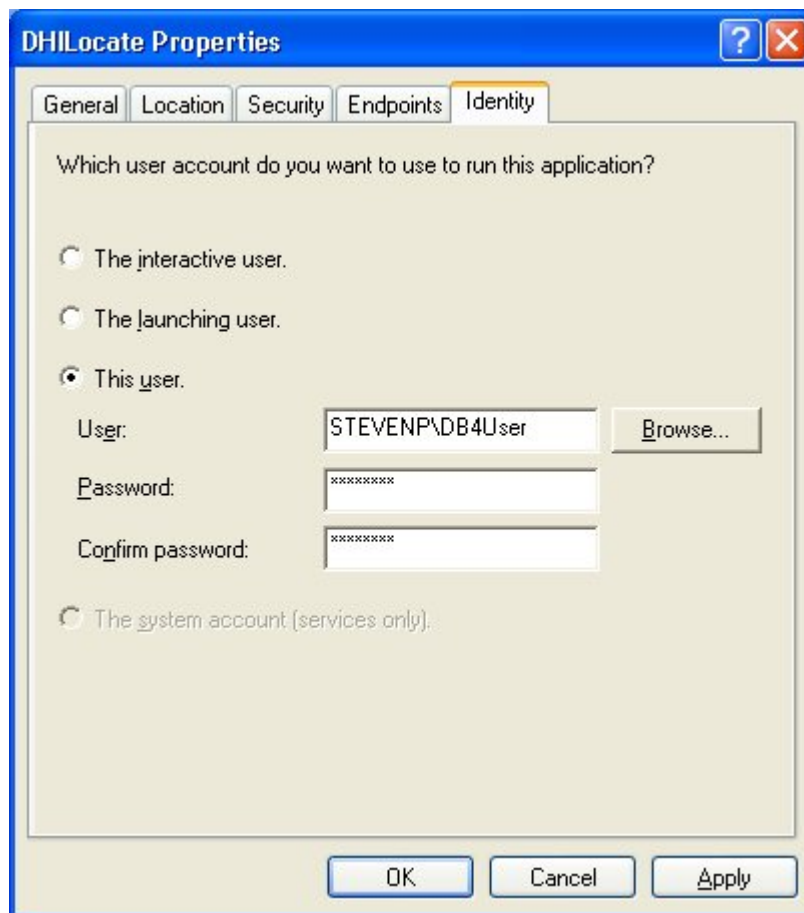 DHILocate Properties
General Location Security Endpoints Identity
Which user account do you want to use to run this application?
The interactive user.
The launching user.
This user.
User: STEVENP\DB4User Browse...
Password: ********
Confirm password: ********
The system account (services only).
OK Cancel Apply